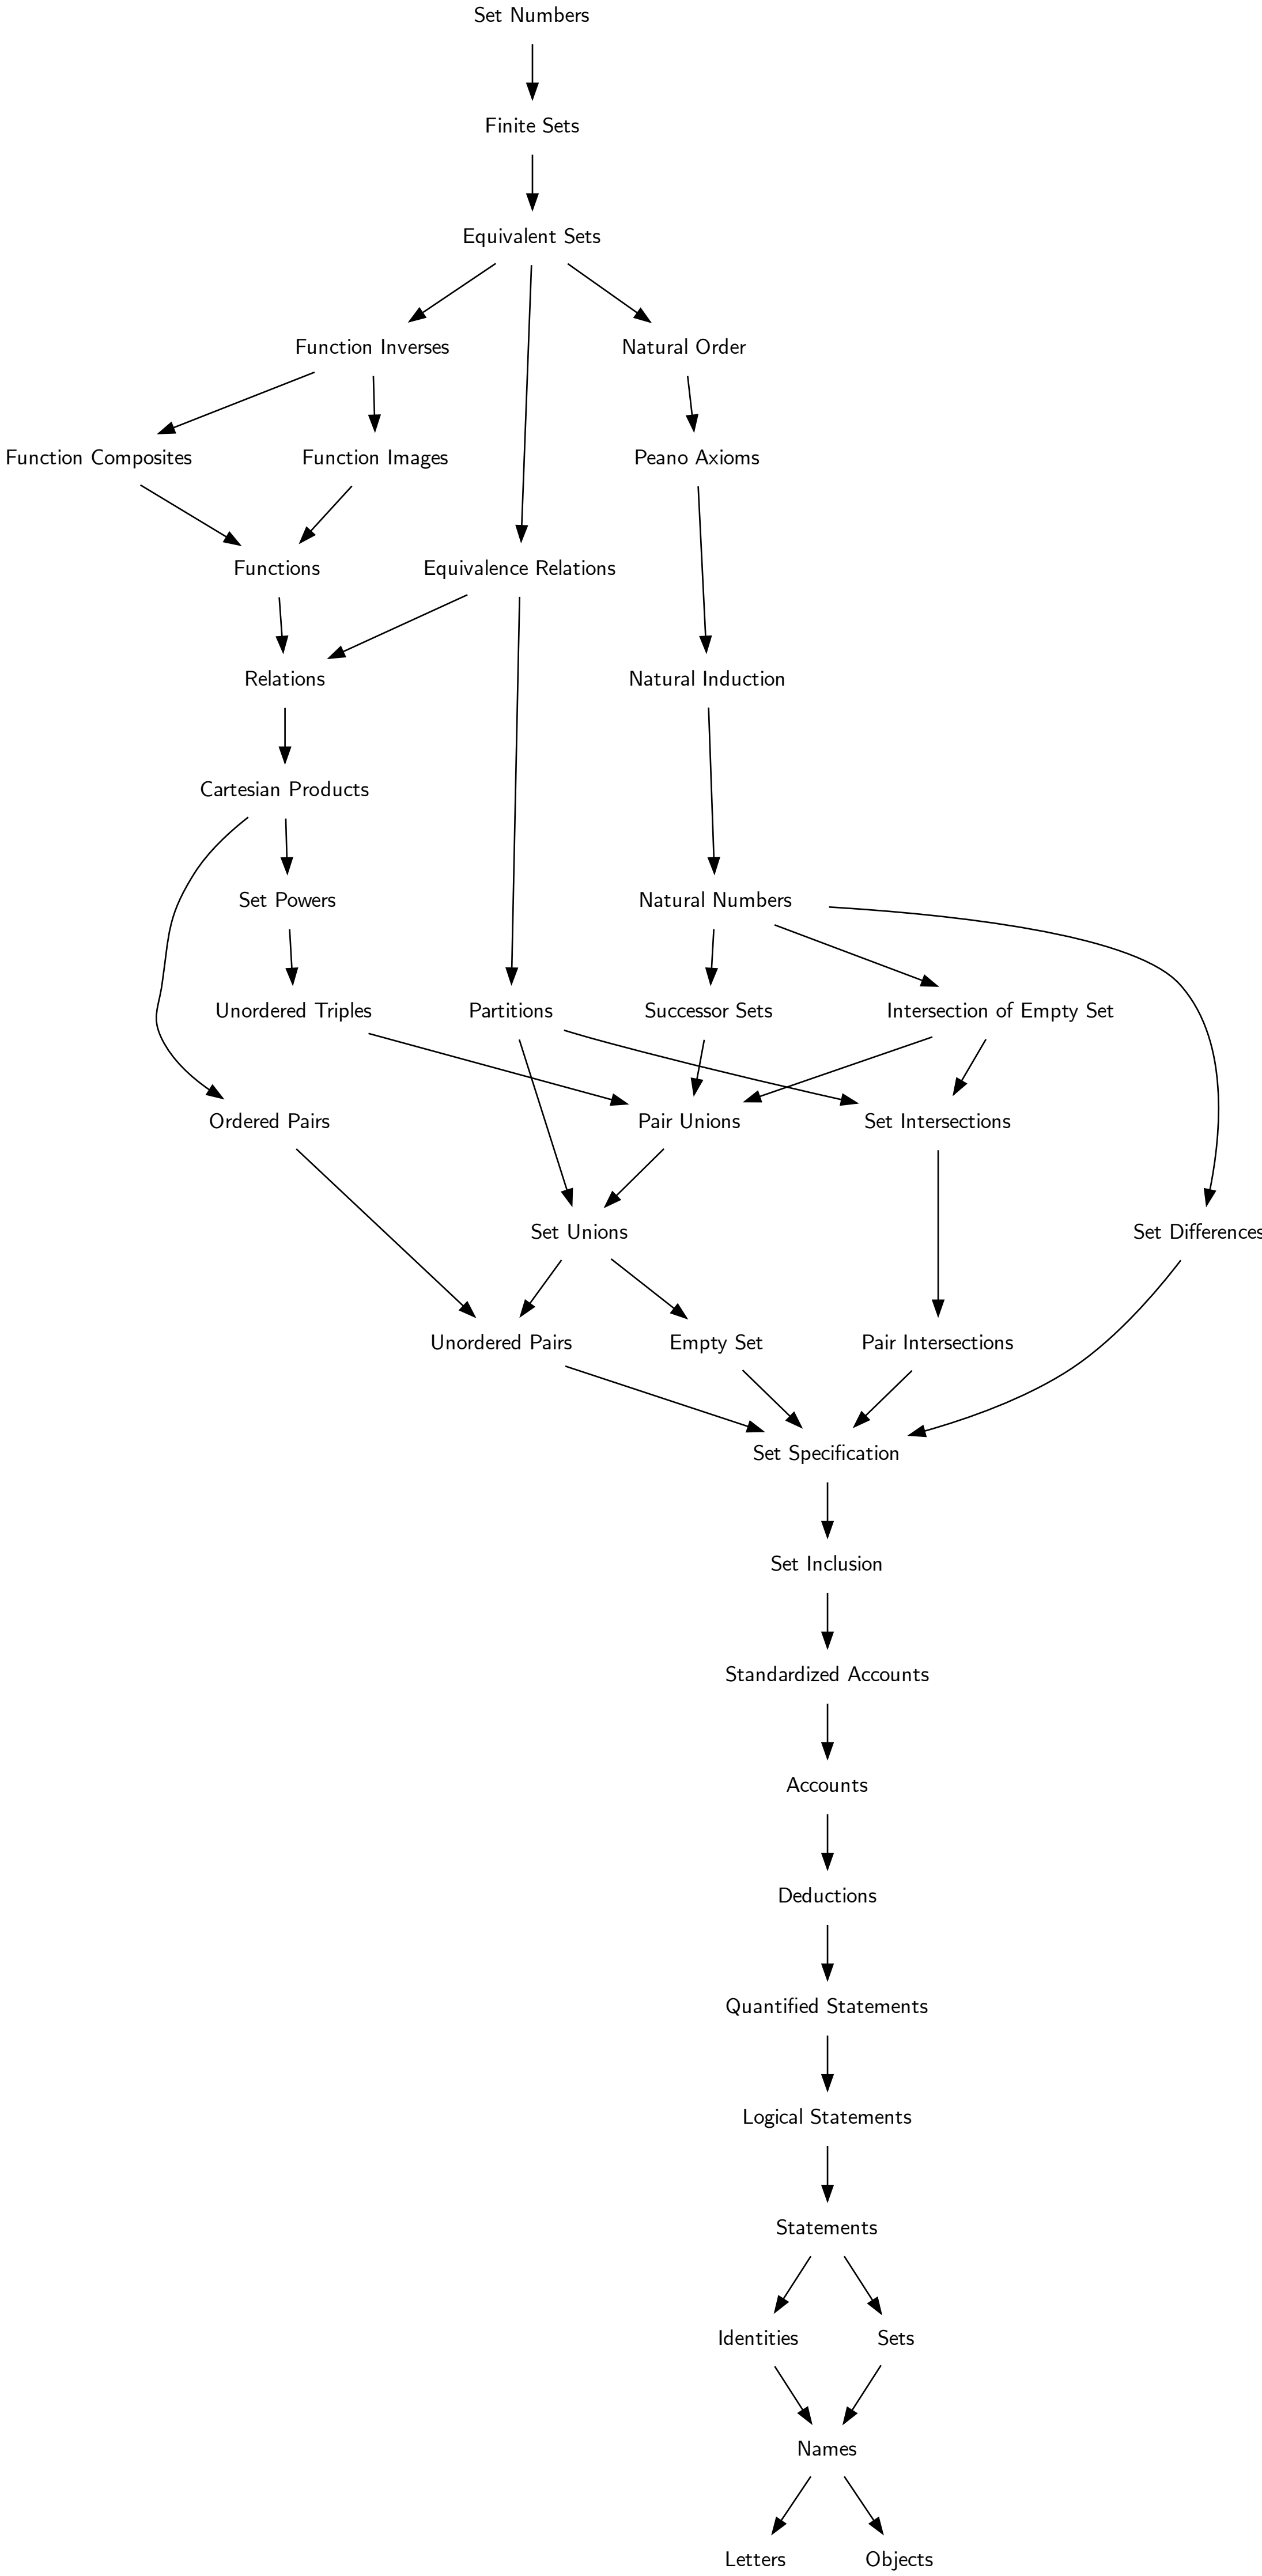 Set Numbers
Finite Sets
Equivalent Sets
Function Inverses
Natural Order
Function Composites
Function Images
Peano Axioms
Functions
Equivalence Relations
Relations
Natural Induction
Cartesian Products
Set Powers
Natural Numbers
Unordered Triples
Partitions
Successor Sets
Intersection of Empty Set
Ordered Pairs
Pair Unions
Set Intersections
Set Unions
Set Differences
Unordered Pairs
Empty Set
Pair Intersections
Set Specification
Set Inclusion
Standardized Accounts
Accounts
Deductions
Quantified Statements
Logical Statements
Statements
Identities
Sets
Names
Letters
Objects